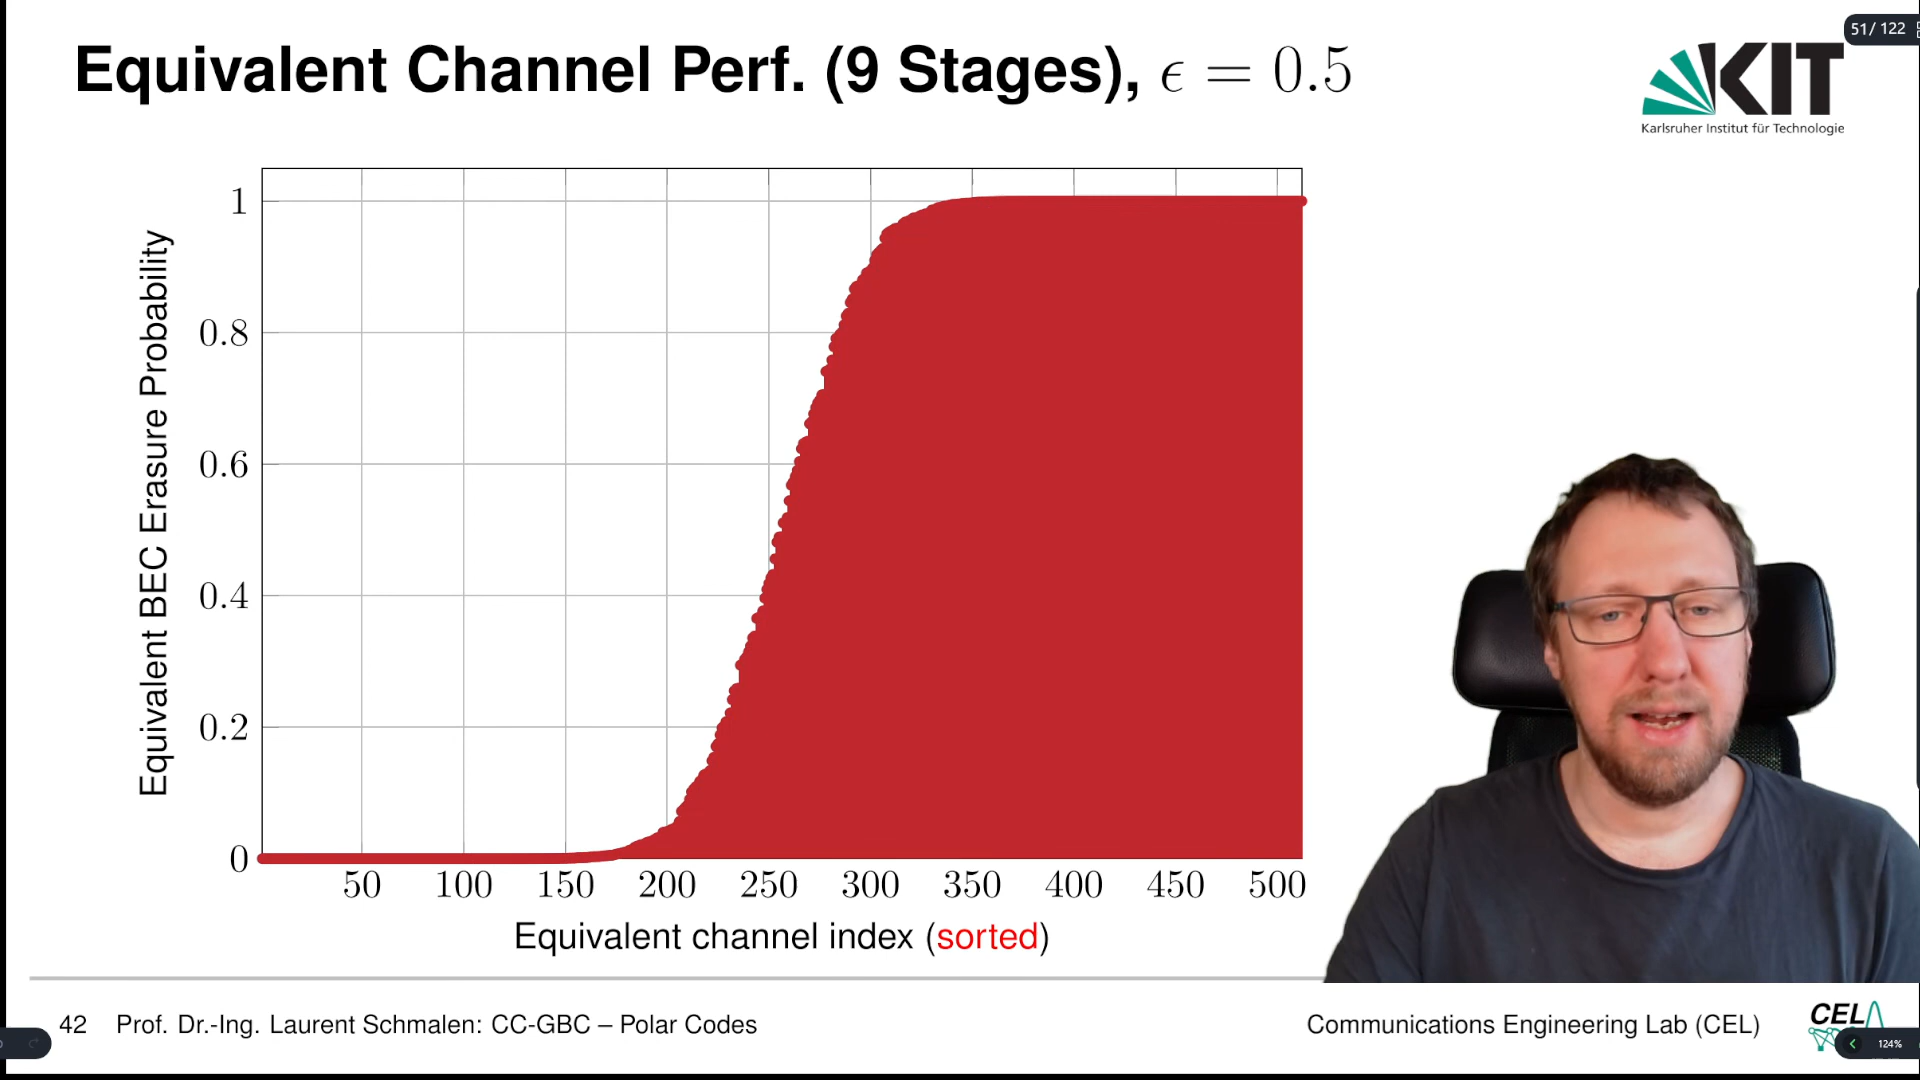 51/ 122
Equivalent Channel Perf. (9 Stages), ϵ = 0.5
KIT
Karlsruher Institut für Technologie
Equivalent BEC Erasure Probability
1
0.8
0.6
0.4
0.2
0
50 100 150 200 250 300 350 400 450 500
Equivalent channel index (sorted)
42 Prof. Dr.-Ing. Laurent Schmalen: CC-GBC – Polar Codes
Communications Engineering Lab (CEL)
CEL
124%